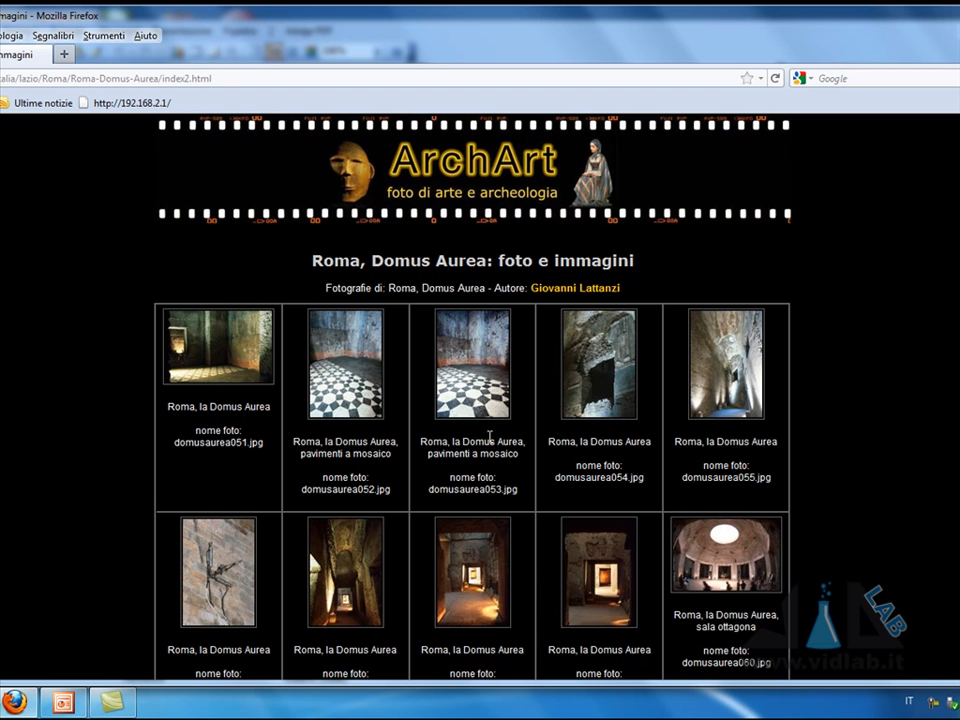 magini - Mozilla Firefox
ologia Segnalibri Strumenti Aiuto
mmagini +
talia/lazio/Roma/Roma-Domus-Aurea/index2.html
Google
Ultime notizie http://192.168.2.1/
ArchArt
foto di arte e archeologia
Roma, Domus Aurea: foto e immagini
Fotografie di: Roma, Domus Aurea - Autore: Giovanni Lattanzi
Roma, la Domus Aurea
nome foto:
domusaurea051.jpg
Roma, la Domus Aurea,
pavimenti a mosaico
nome foto:
domusaurea052.jpg
Roma, la Domus Aurea,
pavimenti a mosaico
nome foto:
domusaurea053.jpg
Roma, la Domus Aurea
nome foto:
domusaurea054.jpg
Roma, la Domus Aurea
nome foto:
domusaurea055.jpg
Roma, la Domus Aurea
nome foto:
Roma, la Domus Aurea
nome foto:
Roma, la Domus Aurea
nome foto:
Roma, la Domus Aurea
nome foto:
Roma, la Domus Aurea,
sala ottagona
nome foto:
domusaurea060.jpg
LAB
www.vidlab.it
IT